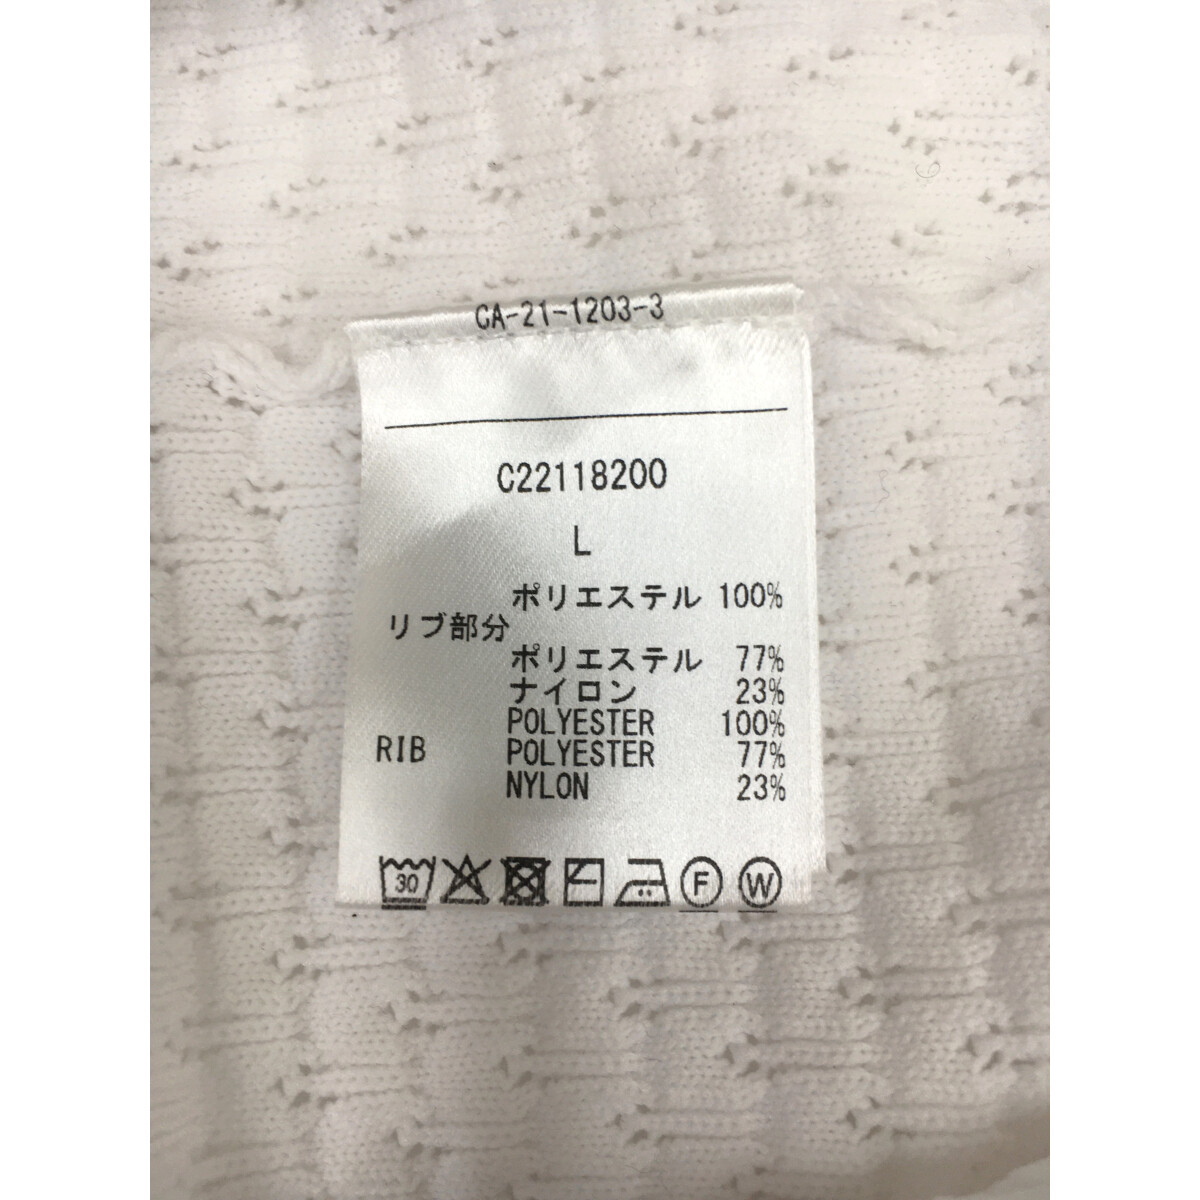 CA-21-1203-3
C22118200
L
ポリエステル 100%
リブ部分
ポリエステル 77%
ナイロン 23%
POLYESTER 100%
RIB POLYESTER 77%
NYLON 23%
30 F W